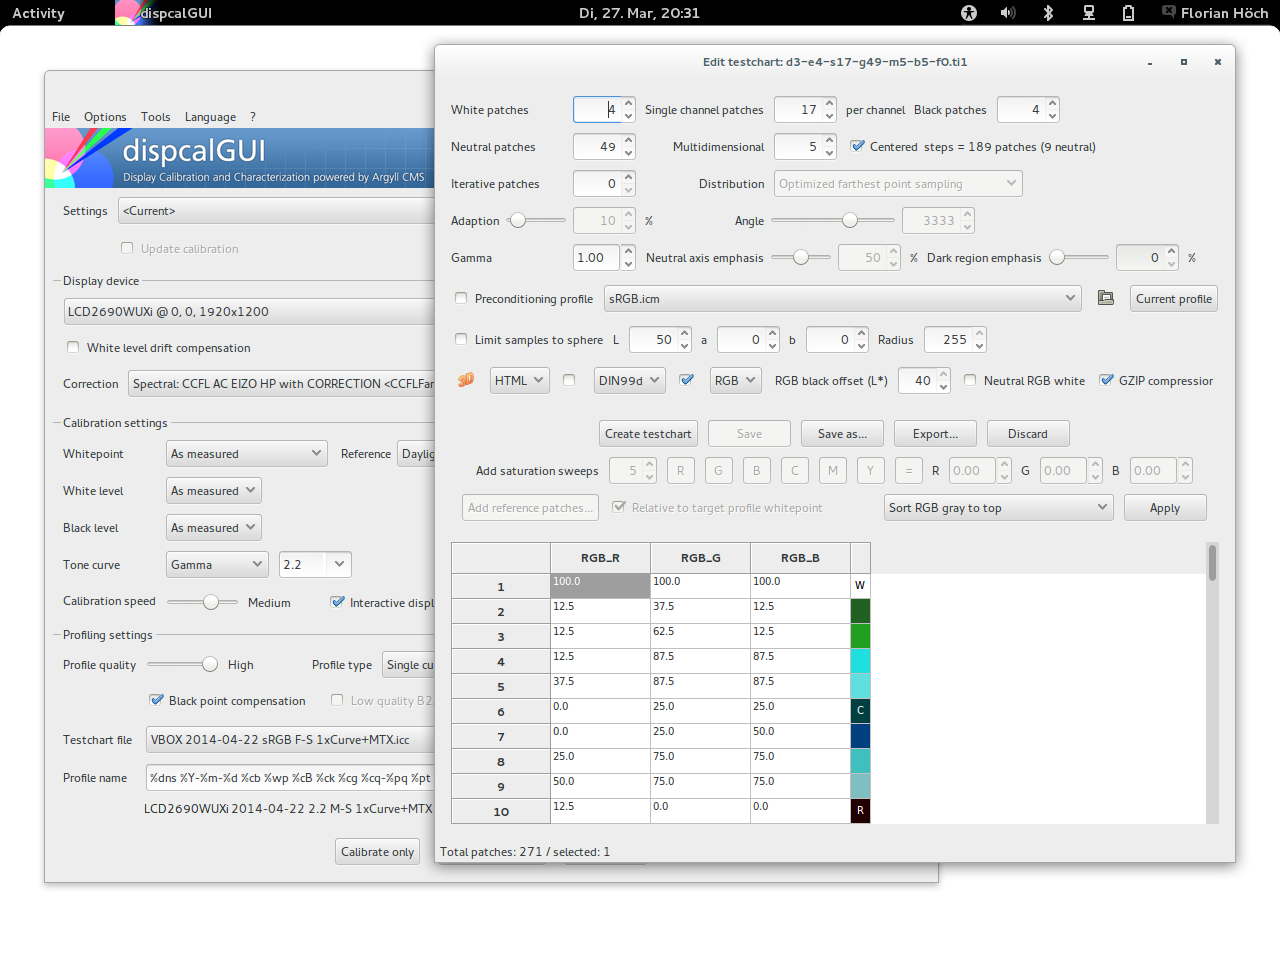 Activity
dispcalGUI
Di, 27. Mar, 20:31
Florian Höch
File Options Tools Language ?
dispcalGUI
Display Calibration and Characterization powered by Argyll CMS
Settings <Current>
Update calibration
Display device
LCD2690WUXi @ 0, 0, 1920x1200
White level drift compensation
Correction Spectral: CCFL AC EIZO HP with CORRECTION <CCFLFar
Calibration settings
Whitepoint As measured Reference Daylig
White level As measured
Black level As measured
Tone curve Gamma 2.2
Calibration speed Medium Interactive displ
Profiling settings
Profile quality High Profile type Single cu
Black point compensation Low quality B2
Testchart file VBOX 2014-04-22 sRGB F-S 1xCurve+MTX.icc
Profile name %dns %Y-%m-%d %cb %wp %cB %ck %cg %cq-%pq %pt
LCD2690WUXi 2014-04-22 2.2 M-S 1xCurve+MTX
Calibrate only
Edit testchart: d3-e4-s17-g49-m5-b5-f0.ti1
White patches 4 Single channel patches 17 per channel Black patches 4
Neutral patches 49 Multidimensional 5 Centered steps = 189 patches (9 neutral)
Iterative patches 0 Distribution Optimized farthest point sampling
Adaption 10 % Angle 3333
Gamma 1.00 Neutral axis emphasis 50 % Dark region emphasis 0 %
Preconditioning profile sRGB.icm Current profile
Limit samples to sphere L 50 a 0 b 0 Radius 255
3D HTML DIN99d RGB RGB black offset (L*) 40 Neutral RGB white GZIP compression
Create testchart Save Save as... Export... Discard
Add saturation sweeps 5 R G B C M Y = R 0.00 G 0.00 B 0.00
Add reference patches... Relative to target profile whitepoint Sort RGB gray to top Apply
RGB_R RGB_G RGB_B
1 100.0 100.0 100.0 W
2 12.5 37.5 12.5
3 12.5 62.5 12.5
4 12.5 87.5 87.5
5 37.5 87.5 87.5
6 0.0 25.0 25.0 C
7 0.0 25.0 50.0
8 25.0 75.0 75.0
9 50.0 75.0 75.0
10 12.5 0.0 0.0 R
Total patches: 271 / selected: 1